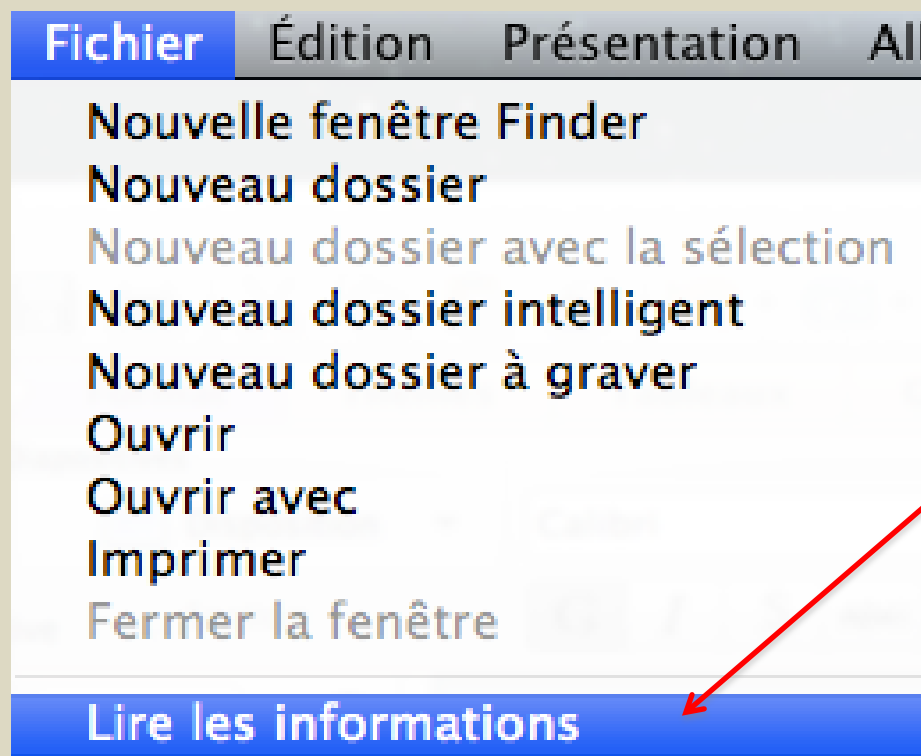 Fichier Édition Présentation
Nouvelle fenêtre Finder
Nouveau dossier
Nouveau dossier avec la sélection
Nouveau dossier intelligent
Nouveau dossier à graver
Ouvrir
Ouvrir avec
Imprimer
Fermer la fenêtre
Lire les informations